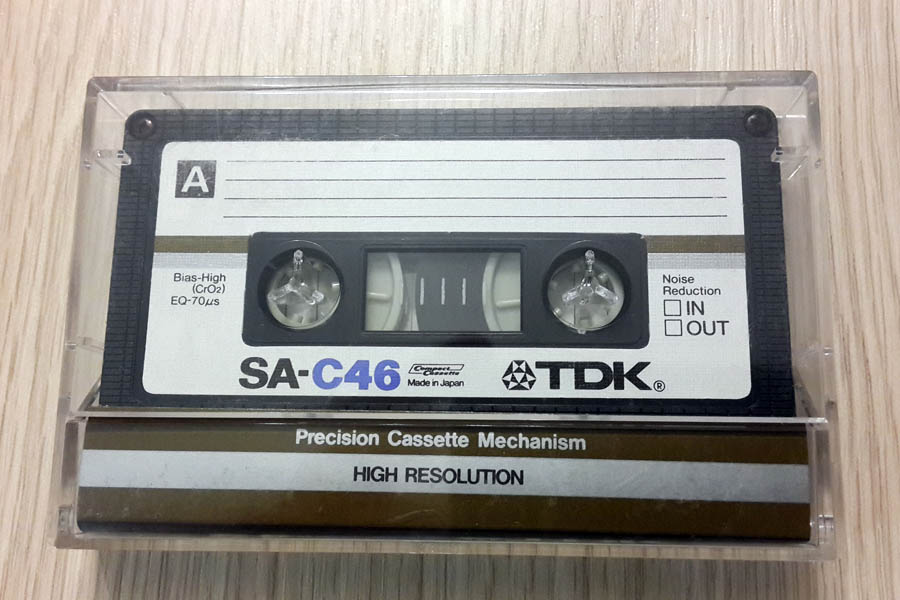 A
Bias-High
(CrO2)
EQ-70μs
Noise
Reduction
IN
OUT
SA-C46
Compact
Cassette
Made in Japan
TDK®
Precision Cassette Mechanism
HIGH RESOLUTION